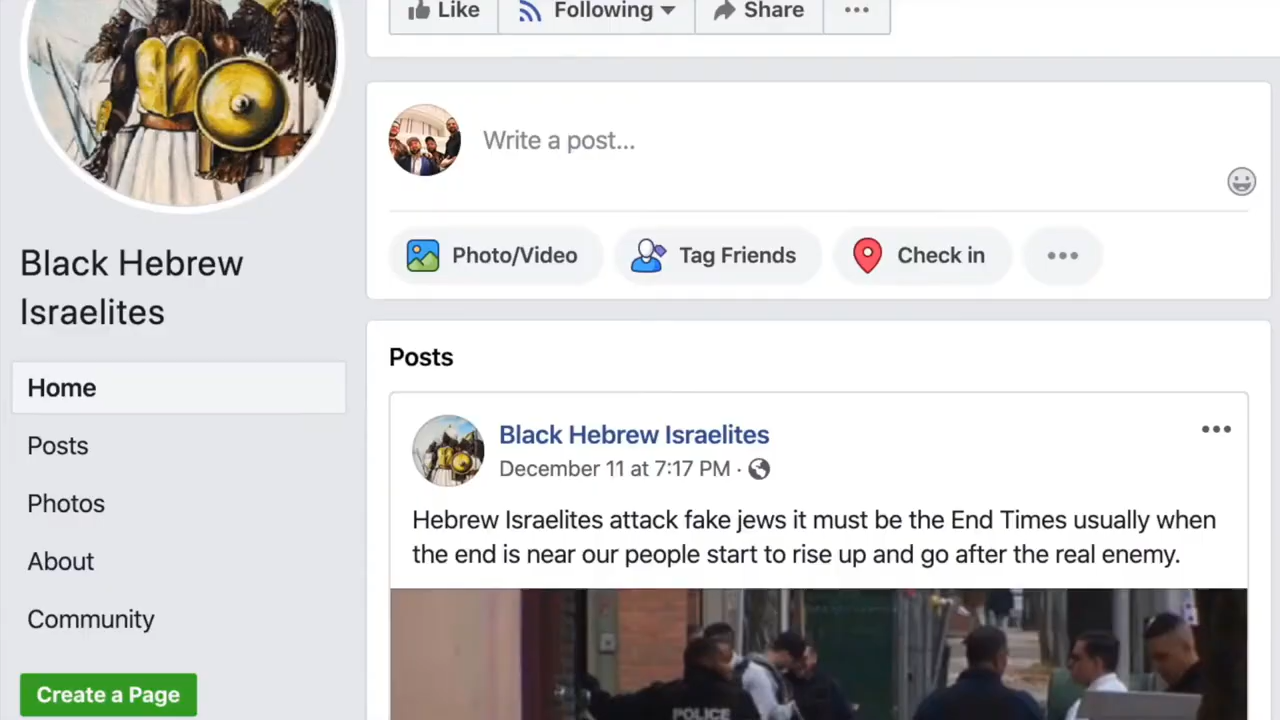 Like
Following
Share
Write a post...
Photo/Video
Tag Friends
Check in
Black Hebrew
Israelites
Home
Posts
Photos
About
Community
Create a Page
Posts
Black Hebrew Israelites
December 11 at 7:17 PM ·
Hebrew Israelites attack fake jews it must be the End Times usually when
the end is near our people start to rise up and go after the real enemy.
POLICE